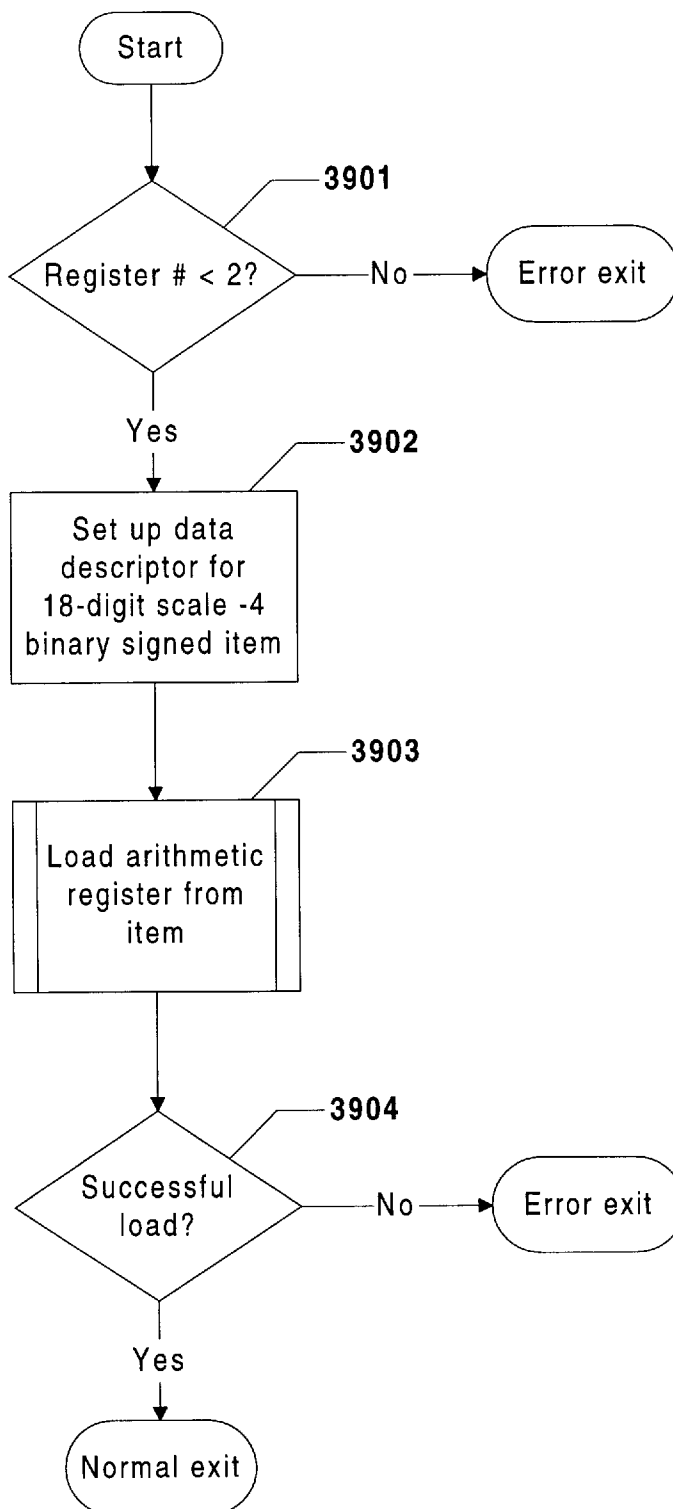 Start
3901
Register # < 2?
No
Error exit
Yes
3902
Set up data
descriptor for
18-digit scale -4
binary signed item
3903
Load arithmetic
register from
item
3904
Successful
load?
No
Error exit
Yes
Normal exit